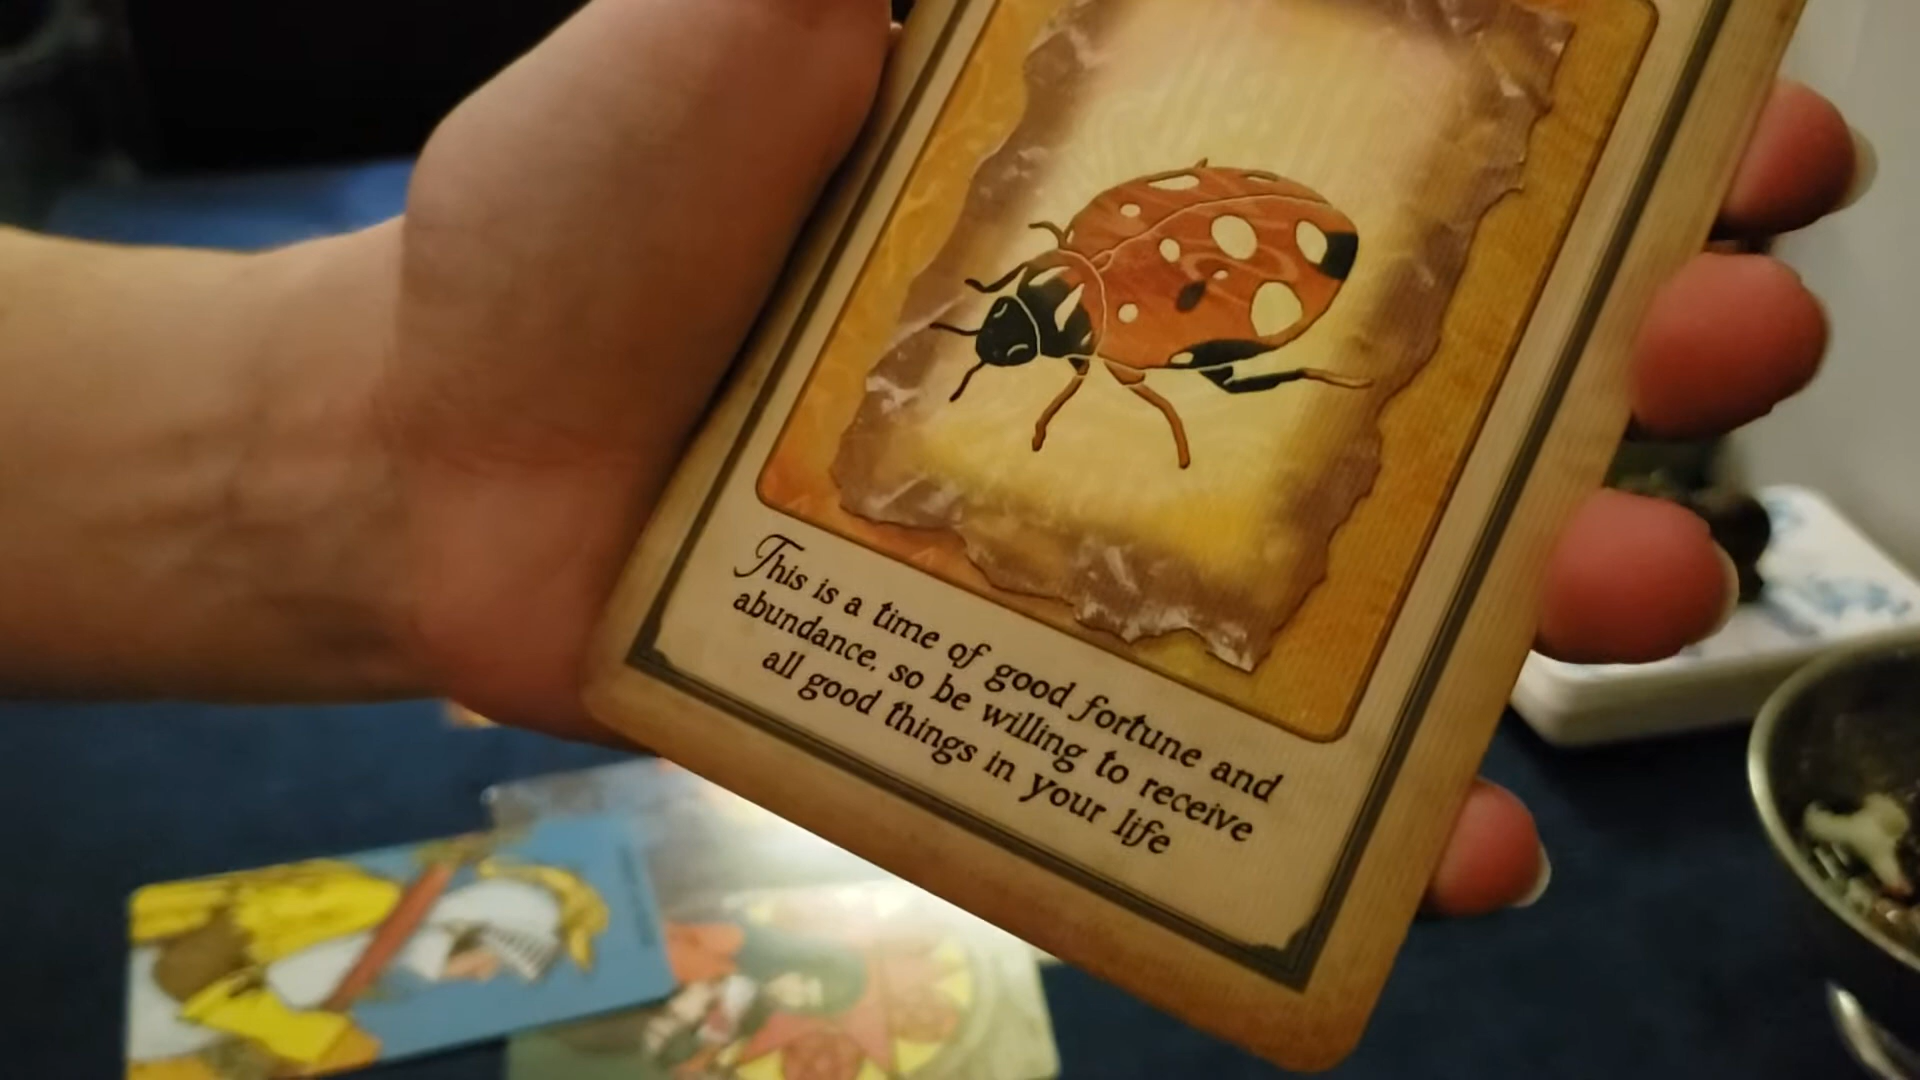 This is a time of good fortune and
abundance, so be willing to receive
all good things in your life